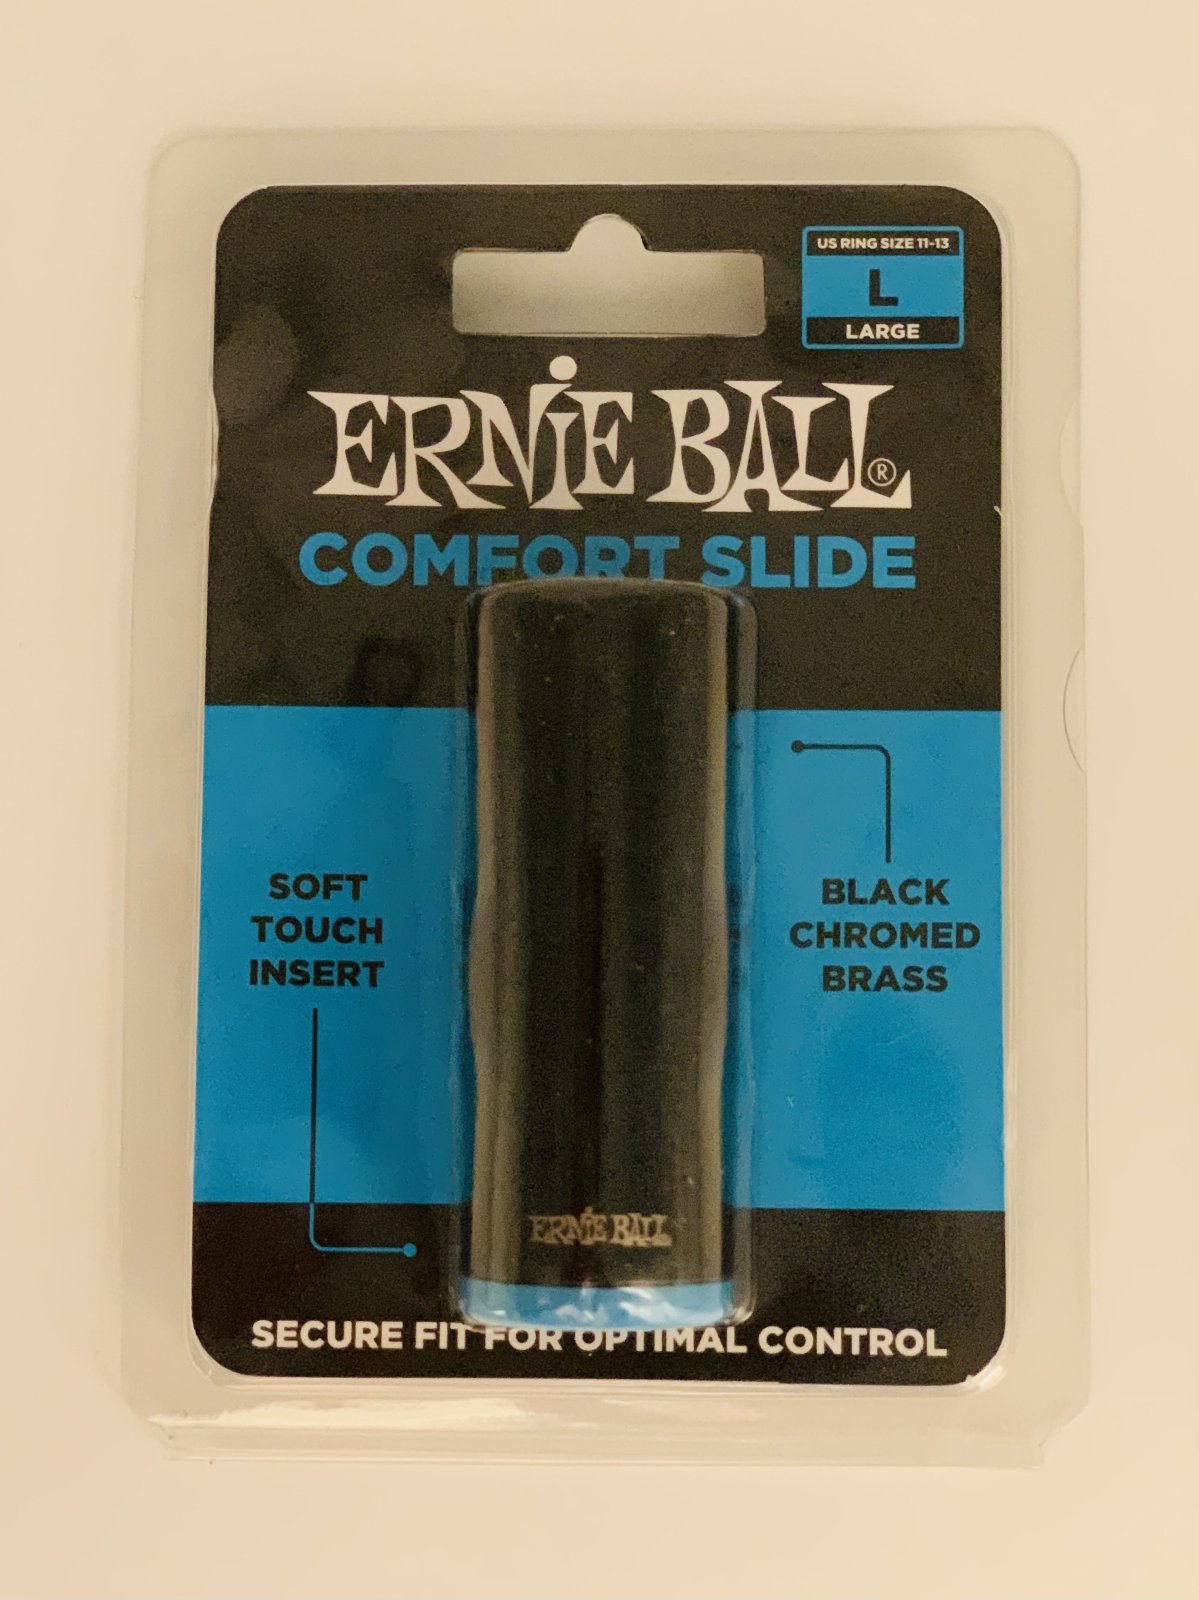 US RING SIZE 11-13
L
LARGE
ERNIE BALL®
COMFORT SLIDE
SOFT
TOUCH
INSERT
BLACK
CHROMED
BRASS
ERNIE BALL
SECURE FIT FOR OPTIMAL CONTROL